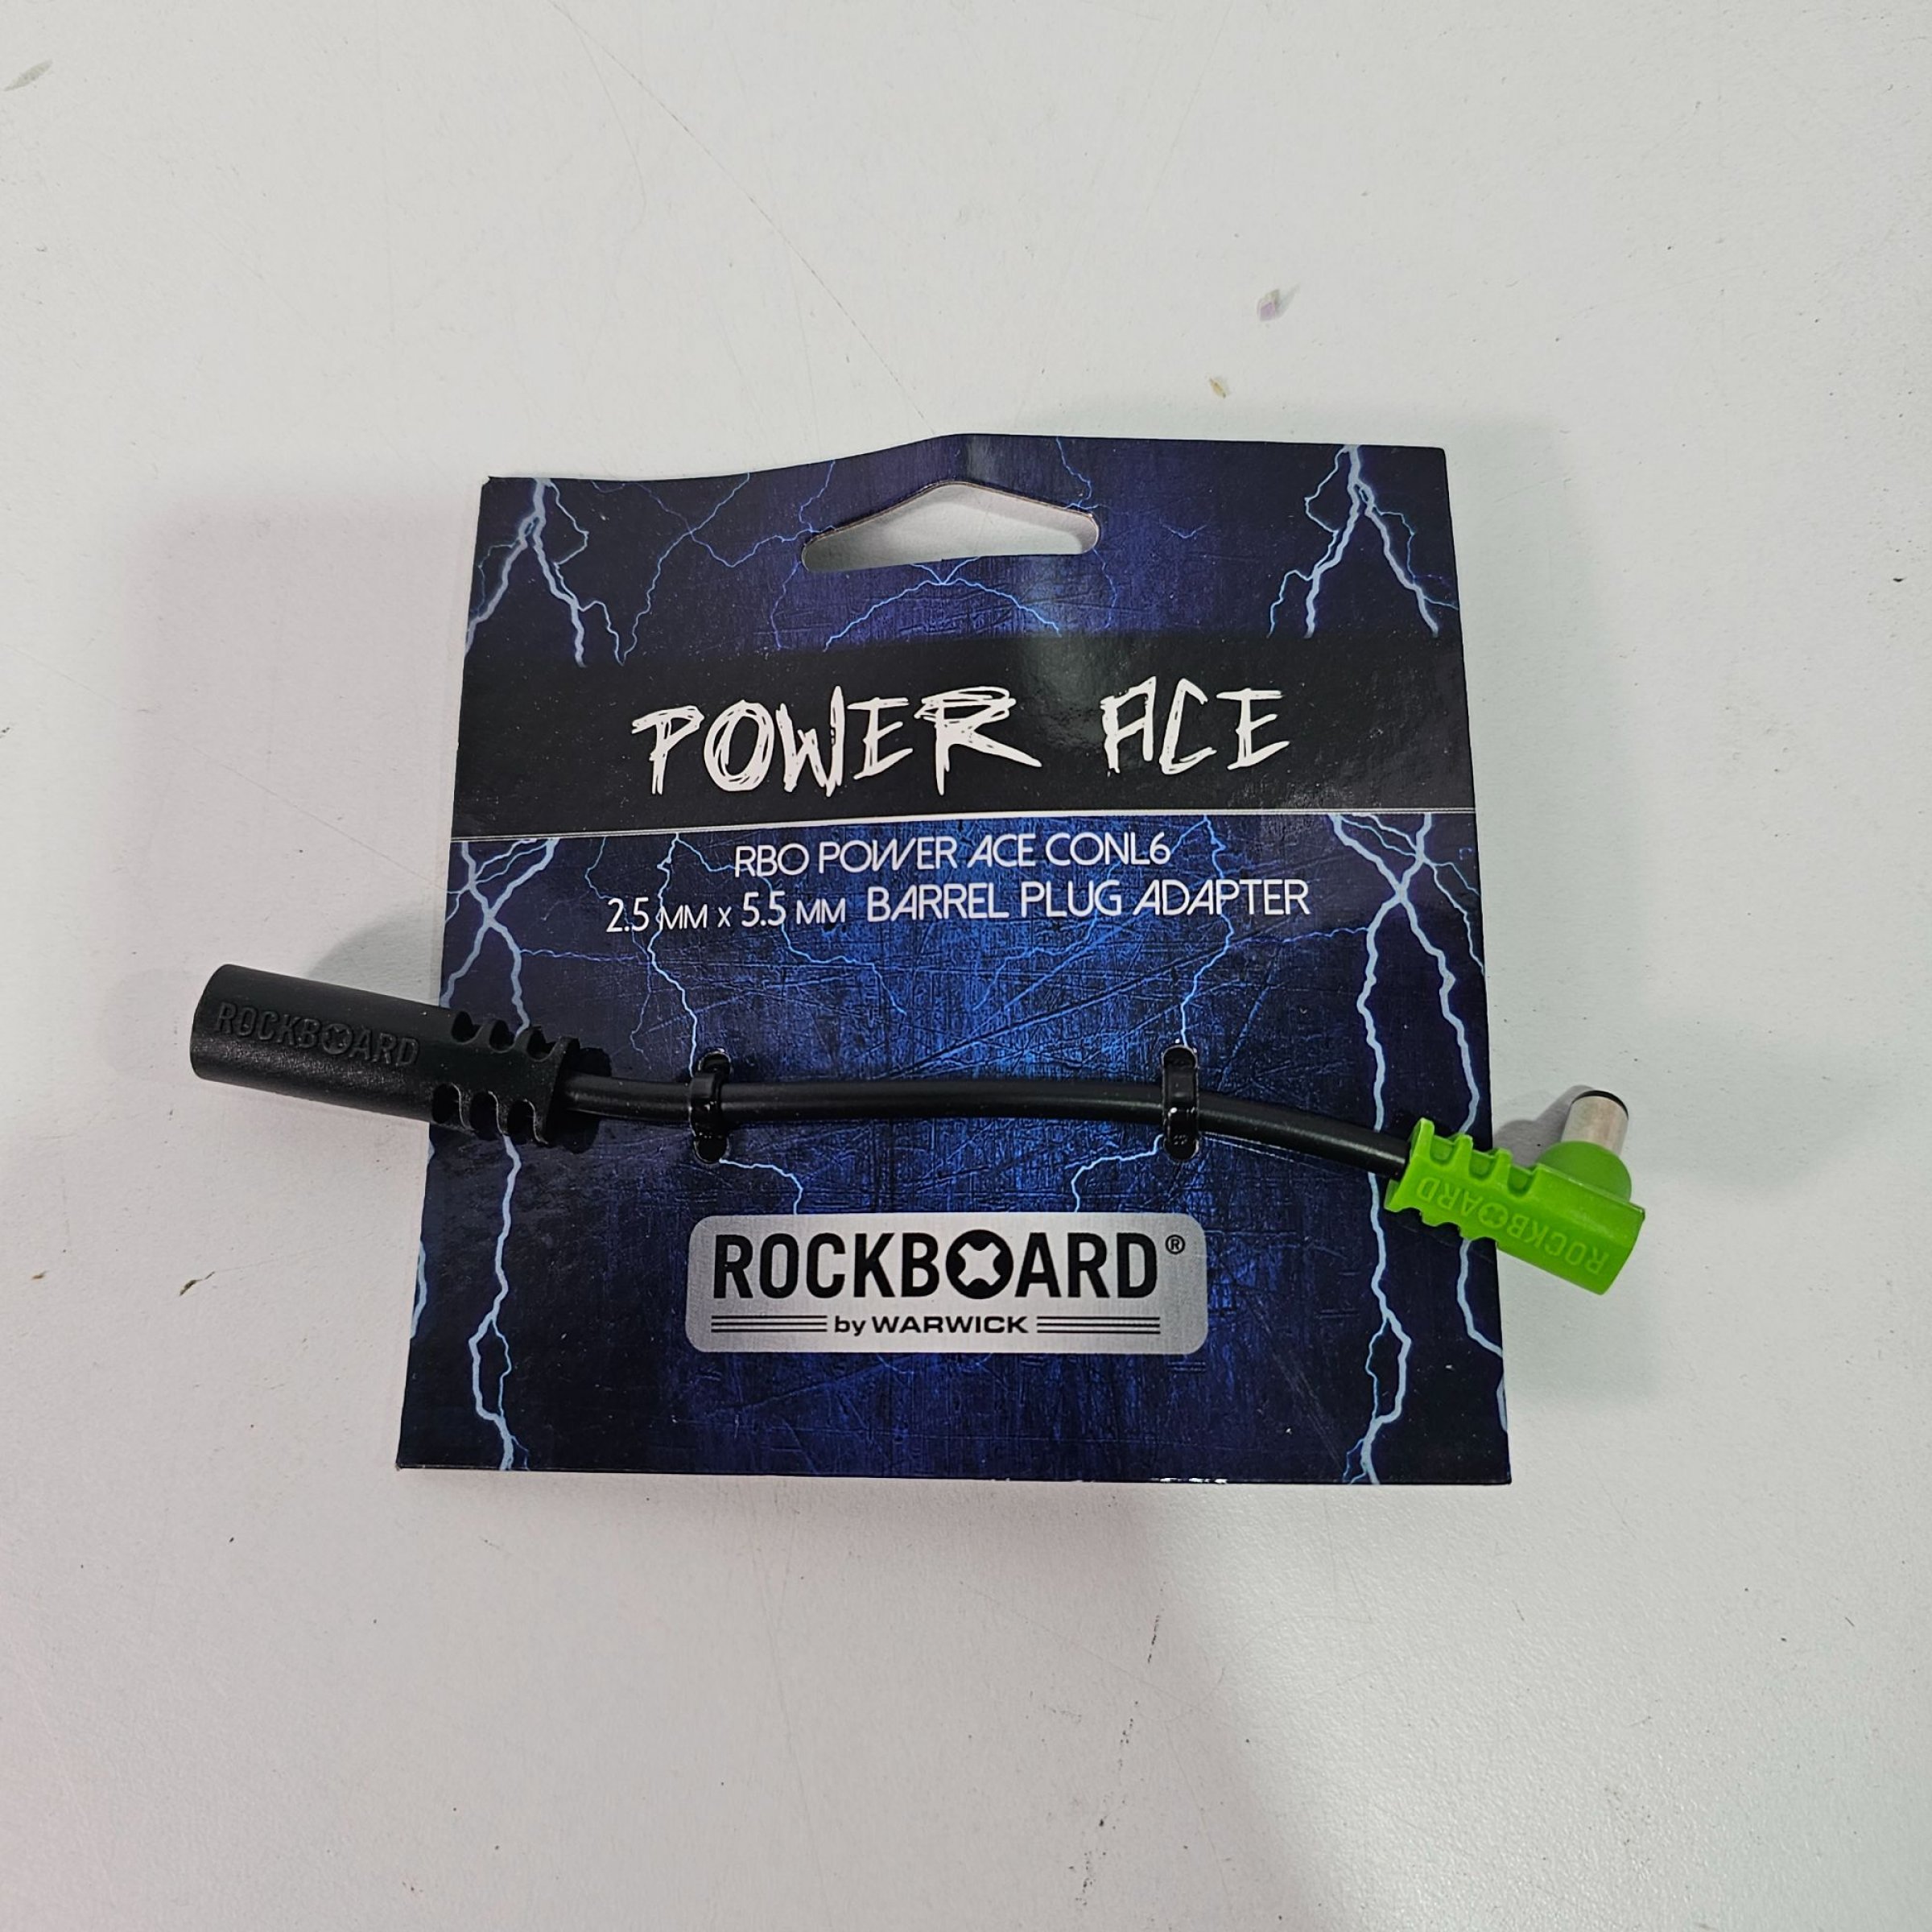 POWER ACE
RBO POWER ACE CONL6
2.5 MM x 5.5 MM BARREL PLUG ADAPTER
ROCKBOARD
ROCKBOARD
ROCKBOARD®
by WARWICK